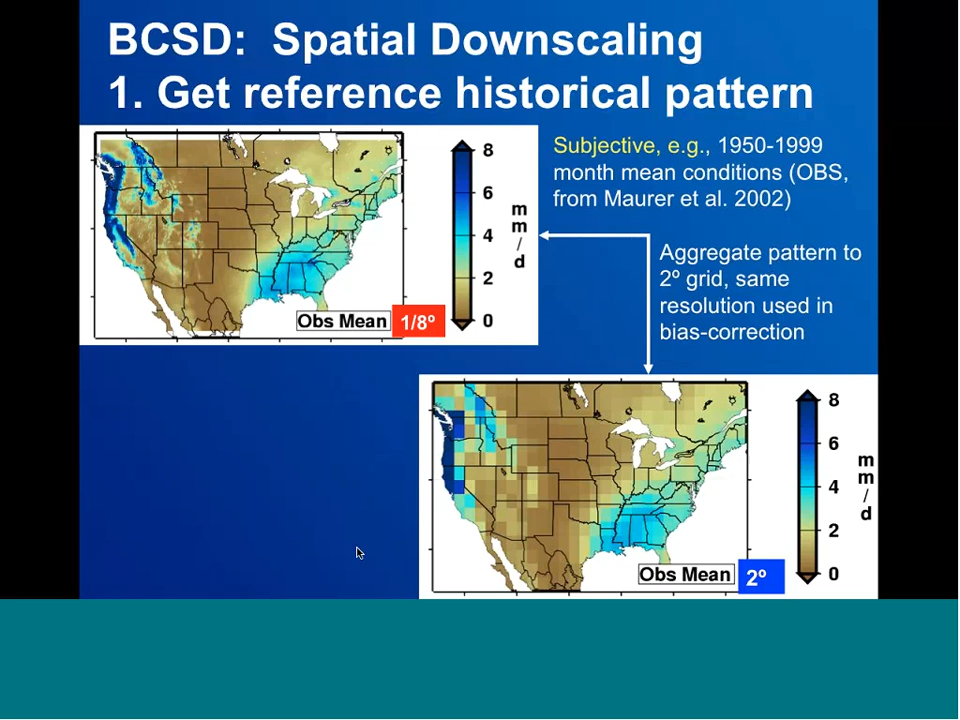 BCSD:  Spatial Downscaling
1. Get reference historical pattern
Subjective, e.g., 1950-1999
month mean conditions (OBS,
from Maurer et al. 2002)
8
6
4
2
0
m
m
/
d
Obs Mean
1/8º
Aggregate pattern to
2º grid, same
resolution used in
bias-correction
8
6
4
2
0
m
m
/
d
Obs Mean
2º